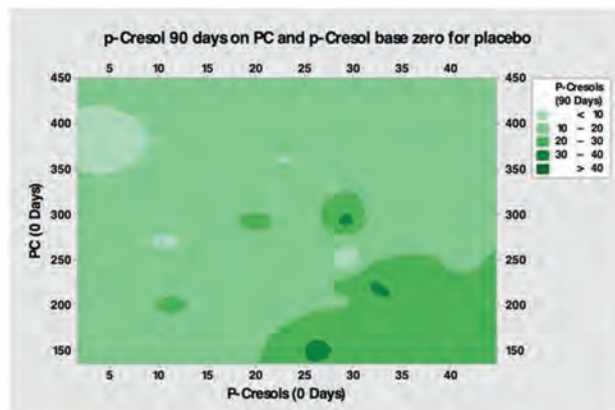 p-Cresol 90 days on PC and p-Cresol base zero for placebo
5 10 15 20 25 30 35 40
450 450
400 400
350 350
300 300
250 250
200 200
150 150
PC (0 Days)
5 10 15 20 25 30 35 40
P-Cresols (0 Days)
P-Cresols
(90 Days)
< 10
10 – 20
20 – 30
30 – 40
> 40